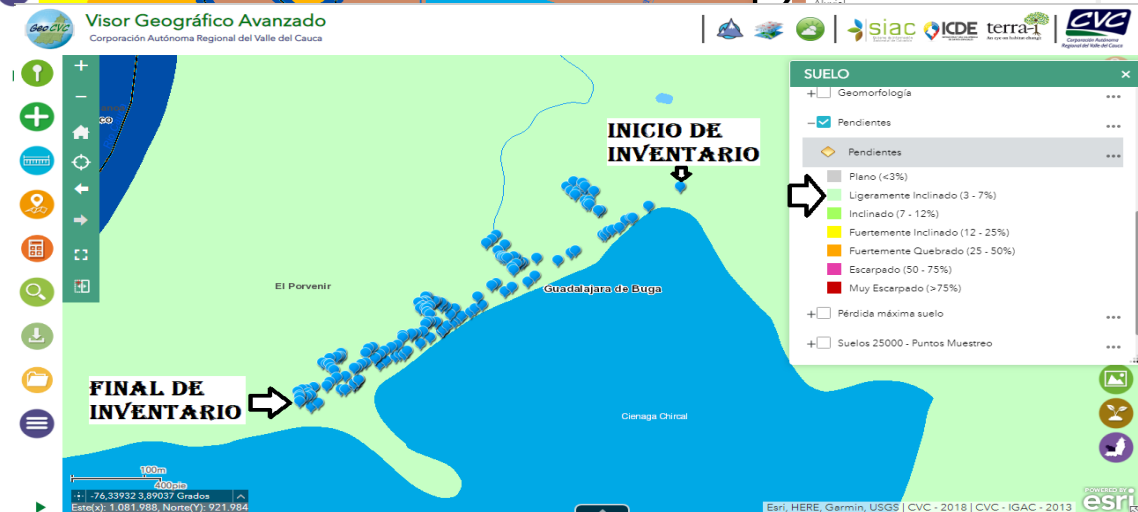 Aluvial
Geo CVC
Visor Geográfico Avanzado
Corporación Autónoma Regional del Valle del Cauca
siac
ICDE
terra-i
CVC
Corporación Autónoma
Regional del Valle del Cauca
SUELO
Geomorfología
Pendientes
Pendientes
Plano (<3%)
Ligeramente Inclinado (3 - 7%)
Inclinado (7 - 12%)
Fuertemente Inclinado (12 - 25%)
Fuertemente Quebrado (25 - 50%)
Escarpado (50 - 75%)
Muy Escarpado (>75%)
Pérdida máxima suelo
Suelos 25000 - Puntos Muestreo
CO
INICIO DE
INVENTARIO
El Porvenir
Guadalajara de Buga
FINAL DE
INVENTARIO
Cienaga Chircal
100m
400pie
-76,33932 3,89037 Grados
Este(x): 1.081.988, Norte(Y): 921.984
Esri, HERE, Garmin, USGS | CVC - 2018 | CVC - IGAC - 2013
POWERED BY
esri